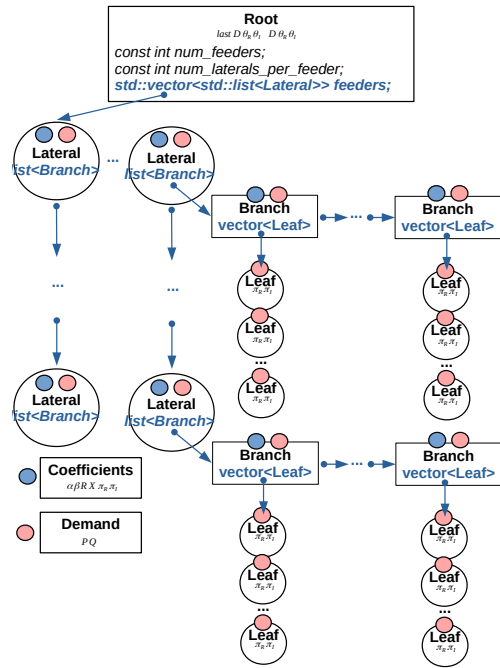 Root
last D θ_R θ_I D θ_R θ_I
const int num_feeders;
const int num_laterals_per_feeder;
std::vector<std::list<Lateral>> feeders;
Lateral
list<Branch>
...
Lateral
list<Branch>
Branch
vector<Leaf>
...
Branch
vector<Leaf>
Leaf
π_R π_I
Leaf
π_R π_I
...
Leaf
π_R π_I
Leaf
π_R π_I
Leaf
π_R π_I
...
Leaf
π_R π_I
...
...
Lateral
list<Branch>
Lateral
list<Branch>
Branch
vector<Leaf>
...
Branch
vector<Leaf>
Leaf
π_R π_I
Leaf
π_R π_I
...
Leaf
π_R π_I
Leaf
π_R π_I
Leaf
π_R π_I
...
Leaf
π_R π_I
Coefficients
α β R X π_R π_I
Demand
P Q